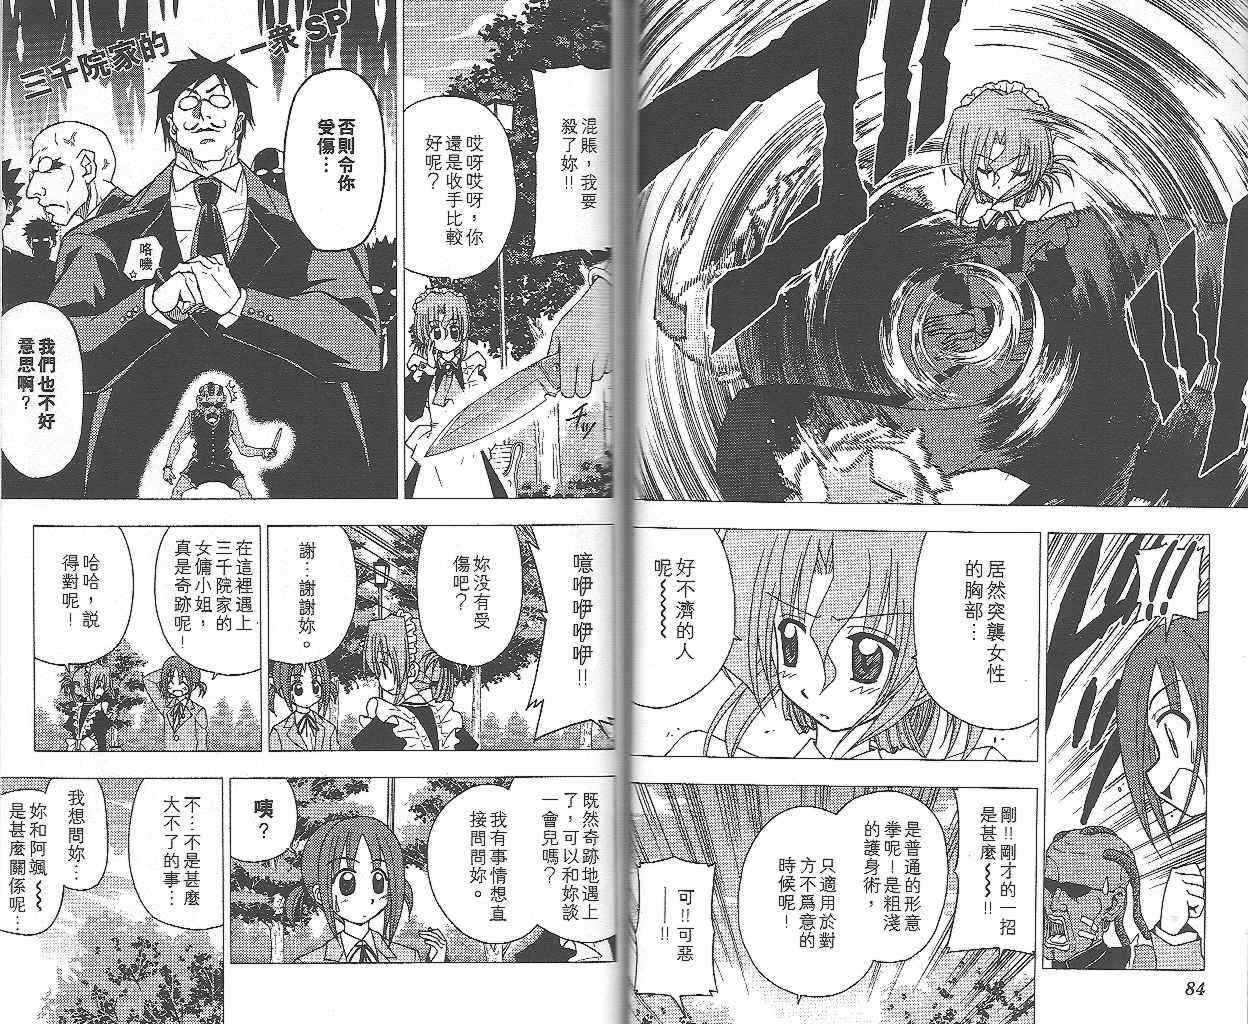 居然突襲女性
的胸部…
好不濟的人
呢~~~~
剛!!剛才的一招
是甚麼~~!!
是普通的形意
拳呢!是粗淺
的護身術,
只適用於對
方不爲意的
時候呢!
可!!可惡
——!!
84
混賬,我要
殺了妳!!
哎呀哎呀,你
還是收手比較
好呢?
三千院家的
一衆 SP
否則令你
受傷…
咯嘰
☆
我們也不好
意思啊?
噫咿咿咿咿!!
妳没有受
傷吧?
謝…謝謝妳。
在這裡遇上
三千院家的
女傭小姐,
真是奇跡呢!
哈哈,説
得對呢!
既然奇跡地遇上
了,可以和妳談
一會兒嗎?
我有事情想直
接問問妳。
咦?
不…不是甚麼
大不了的事…
我想問妳…
妳和阿颯~~~
是甚麼關係呢…